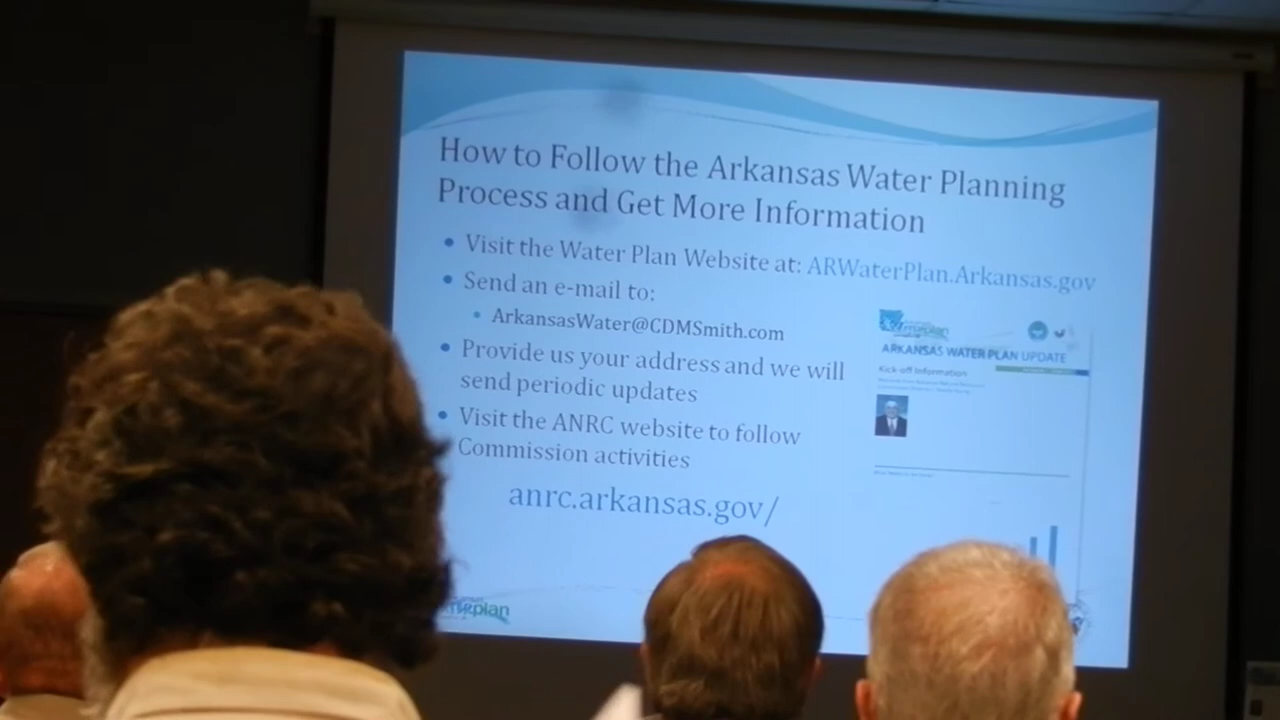 How to Follow the Arkansas Water Planning
Process and Get More Information
• Visit the Water Plan Website at: ARWaterPlan.Arkansas.gov
• Send an e-mail to:
• ArkansasWater@CDMSmith.com
• Provide us your address and we will
send periodic updates
• Visit the ANRC website to follow
Commission activities
anrc.arkansas.gov/
ARKANSAS WATER PLAN UPDATE
Kick-off Information
plan